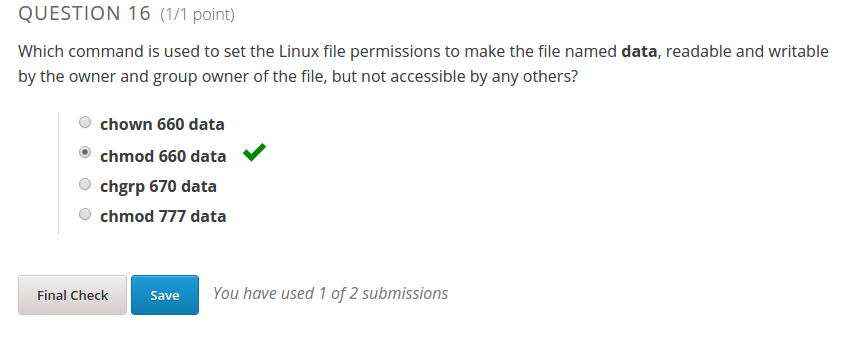 QUESTION 16 (1/1 point)
Which command is used to set the Linux file permissions to make the file named data, readable and writable
by the owner and group owner of the file, but not accessible by any others?
chown 660 data
chmod 660 data
chgrp 670 data
chmod 777 data
Final Check Save You have used 1 of 2 submissions